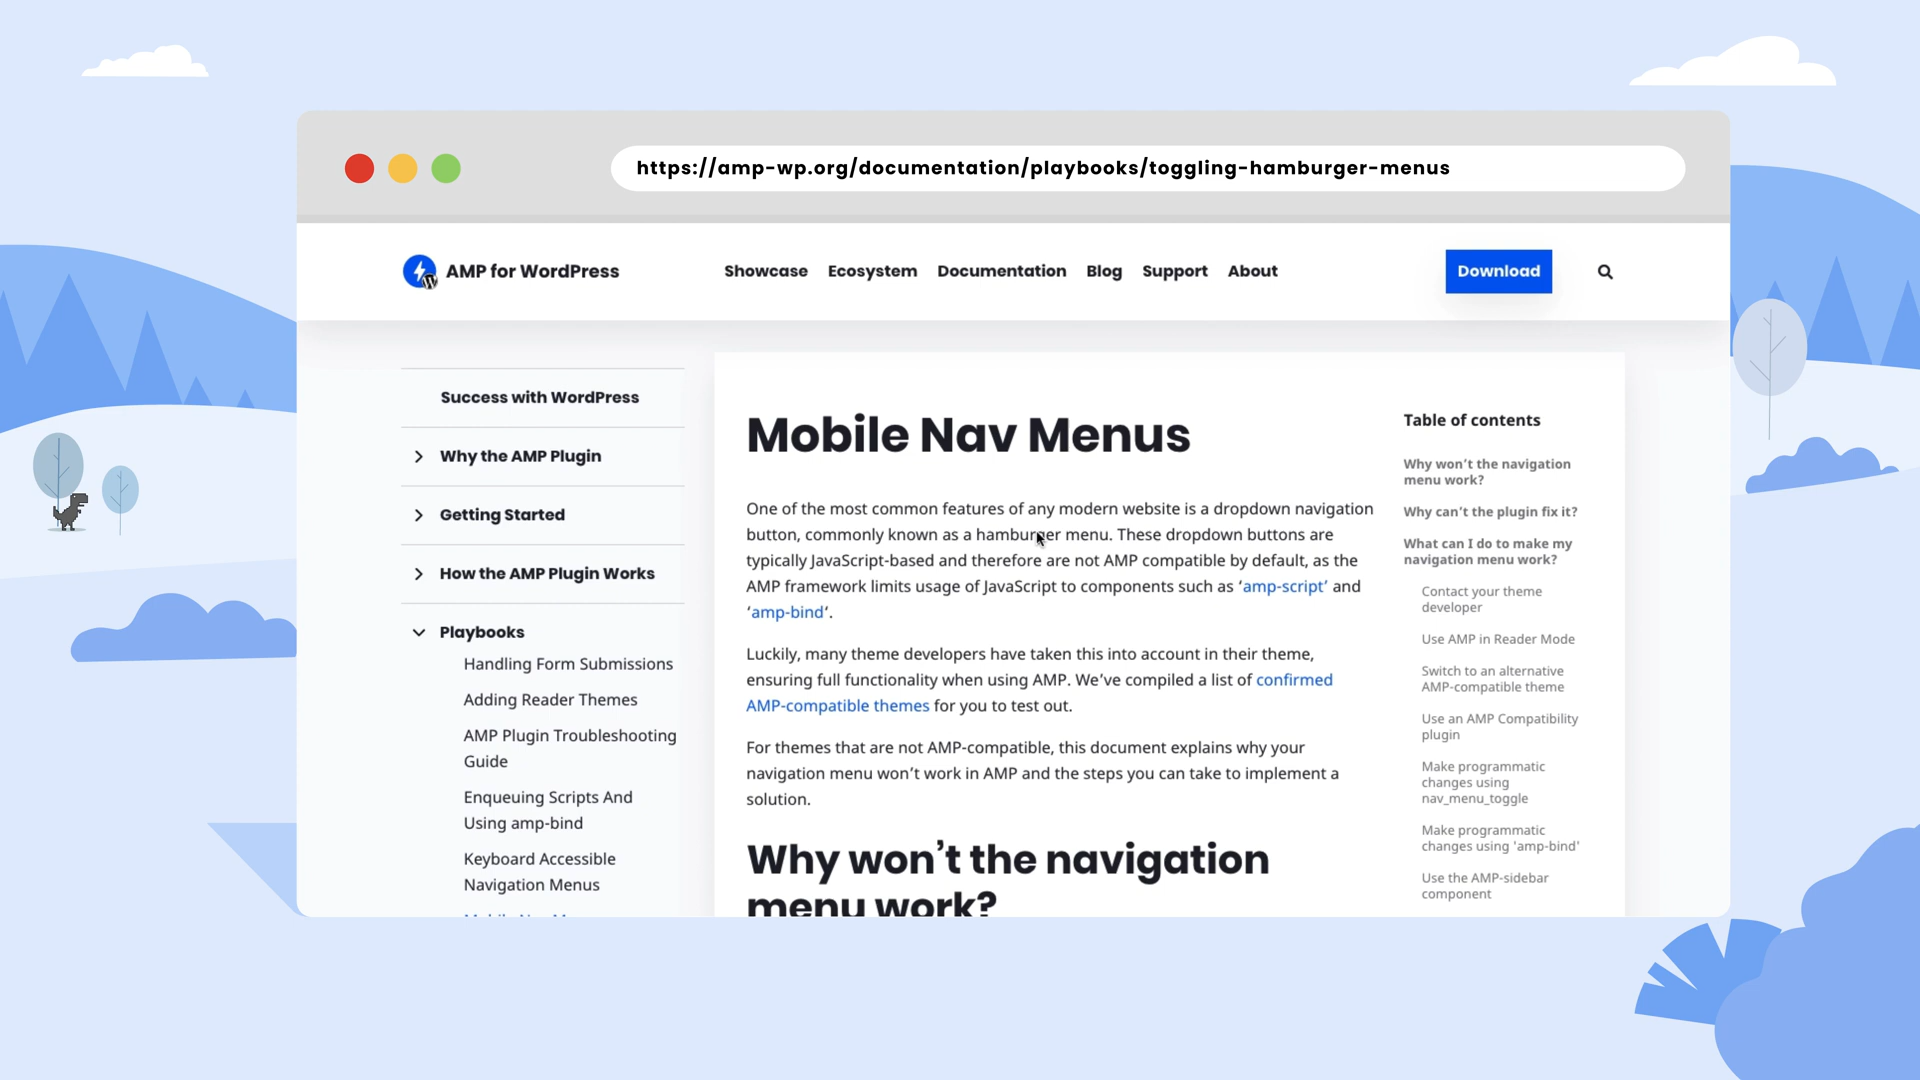 https://amp-wp.org/documentation/playbooks/toggling-hamburger-menus
AMP for WordPress
Showcase Ecosystem Documentation Blog Support About
Download
Success with WordPress
Why the AMP Plugin
Getting Started
How the AMP Plugin Works
Playbooks
Handling Form Submissions
Adding Reader Themes
AMP Plugin Troubleshooting
Guide
Enqueuing Scripts And
Using amp-bind
Keyboard Accessible
Navigation Menus
Mobile Nav Menus
One of the most common features of any modern website is a dropdown navigation
button, commonly known as a hamburger menu. These dropdown buttons are
typically JavaScript-based and therefore are not AMP compatible by default, as the
AMP framework limits usage of JavaScript to components such as ‘amp-script’ and
‘amp-bind‘.
Luckily, many theme developers have taken this into account in their theme,
ensuring full functionality when using AMP. We’ve compiled a list of confirmed
AMP-compatible themes for you to test out.
For themes that are not AMP-compatible, this document explains why your
navigation menu won’t work in AMP and the steps you can take to implement a
solution.
Why won’t the navigation
menu work?
Table of contents
Why won’t the navigation
menu work?
Why can’t the plugin fix it?
What can I do to make my
navigation menu work?
Contact your theme
developer
Use AMP in Reader Mode
Switch to an alternative
AMP-compatible theme
Use an AMP Compatibility
plugin
Make programmatic
changes using
nav_menu_toggle
Make programmatic
changes using 'amp-bind'
Use the AMP-sidebar
component